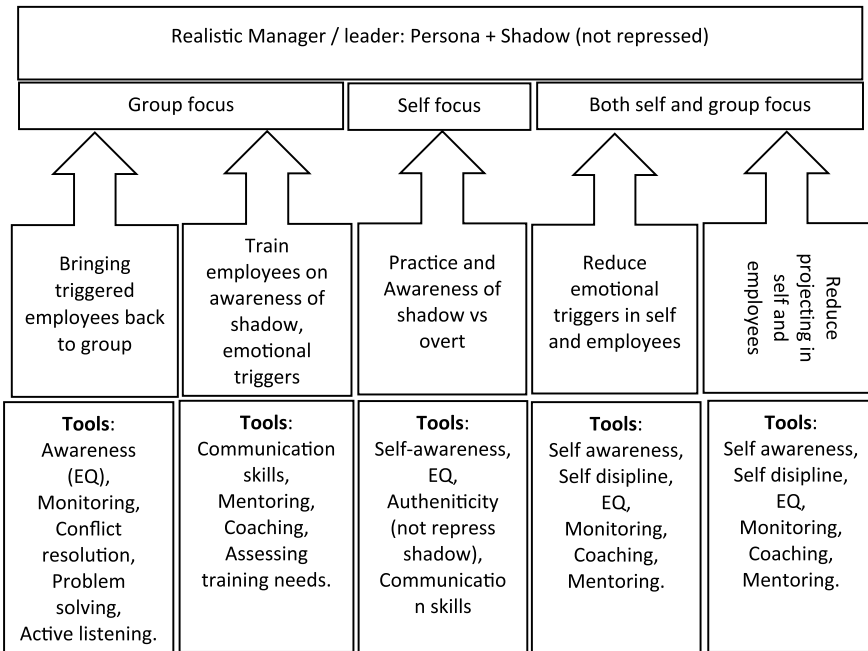 Realistic Manager / leader: Persona + Shadow (not repressed)
Group focus
Self focus
Both self and group focus
Bringing
triggered
employees back
to group
Train
employees on
awareness of
shadow,
emotional
triggers
Practice and
Awareness of
shadow vs
overt
Reduce
emotional
triggers in self
and employees
Reduce
projecting in
self and
employees
Tools:
Awareness
(EQ),
Monitoring,
Conflict
resolution,
Problem
solving,
Active listening.
Tools:
Communication
skills,
Mentoring,
Coaching,
Assessing
training needs.
Tools:
Self-awareness,
EQ,
Autheniticity
(not repress
shadow),
Communicatio
n skills
Tools:
Self awareness,
Self disipline,
EQ,
Monitoring,
Coaching,
Mentoring.
Tools:
Self awareness,
Self disipline,
EQ,
Monitoring,
Coaching,
Mentoring.